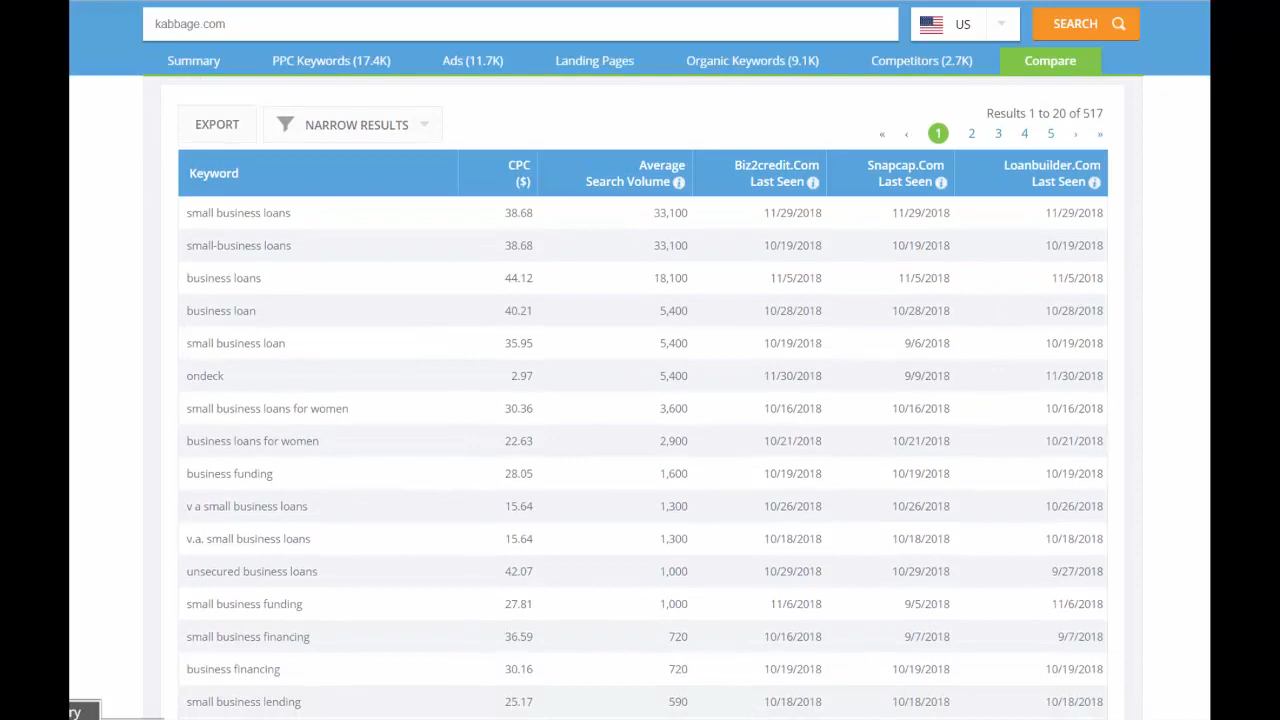 kabbage.com US SEARCH
Summary PPC Keywords (17.4K) Ads (11.7K) Landing Pages Organic Keywords (9.1K) Competitors (2.7K) Compare
Results 1 to 20 of 517
EXPORT NARROW RESULTS
« ‹ 1 2 3 4 5 › »
Keyword CPC ($) Average Search Volume Biz2credit.Com Last Seen Snapcap.Com Last Seen Loanbuilder.Com Last Seen
small business loans 38.68 33,100 11/29/2018 11/29/2018 11/29/2018
small-business loans 38.68 33,100 10/19/2018 10/19/2018 10/19/2018
business loans 44.12 18,100 11/5/2018 11/5/2018 11/5/2018
business loan 40.21 5,400 10/28/2018 10/28/2018 10/28/2018
small business loan 35.95 5,400 10/19/2018 9/6/2018 10/19/2018
ondeck 2.97 5,400 11/30/2018 9/9/2018 11/30/2018
small business loans for women 30.36 3,600 10/16/2018 10/16/2018 10/16/2018
business loans for women 22.63 2,900 10/21/2018 10/21/2018 10/21/2018
business funding 28.05 1,600 10/19/2018 10/19/2018 10/19/2018
v a small business loans 15.64 1,300 10/26/2018 10/26/2018 10/26/2018
v.a. small business loans 15.64 1,300 10/18/2018 10/18/2018 10/18/2018
unsecured business loans 42.07 1,000 10/29/2018 10/29/2018 9/27/2018
small business funding 27.81 1,000 11/6/2018 9/5/2018 11/6/2018
small business financing 36.59 720 10/16/2018 9/7/2018 9/7/2018
business financing 30.16 720 10/19/2018 10/19/2018 10/19/2018
small business lending 25.17 590 10/18/2018 10/18/2018 10/18/2018